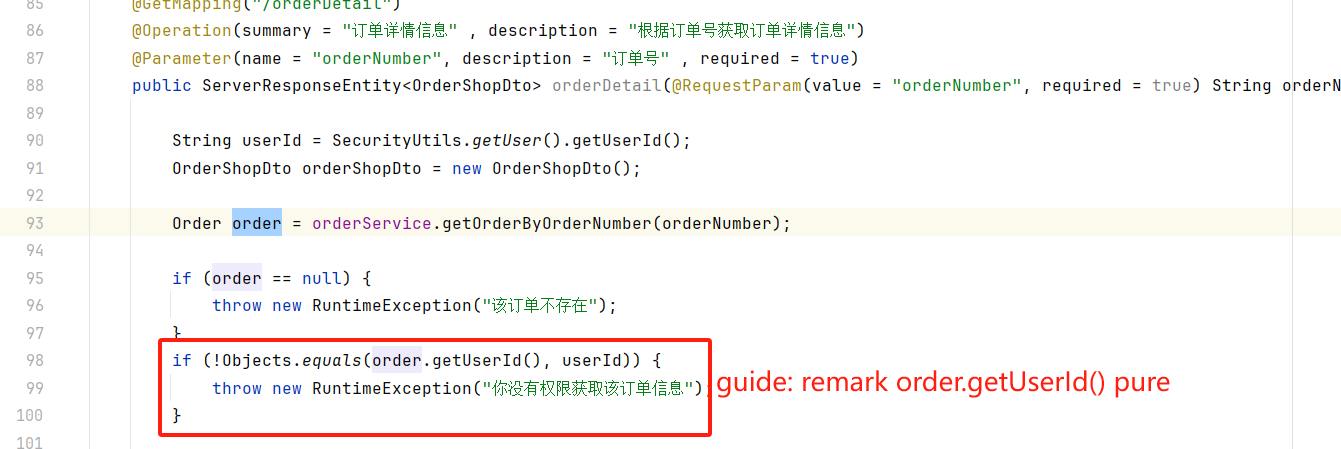 85 @GetMapping("/orderDetail")
86 @Operation(summary = "订单详情信息" , description = "根据订单号获取订单详情信息")
87 @Parameter(name = "orderNumber", description = "订单号" , required = true)
88 public ServerResponseEntity<OrderShopDto> orderDetail(@RequestParam(value = "orderNumber", required = true) String orderN
89
90 String userId = SecurityUtils.getUser().getUserId();
91 OrderShopDto orderShopDto = new OrderShopDto();
92
93 Order order = orderService.getOrderByOrderNumber(orderNumber);
94
95 if (order == null) {
96 throw new RuntimeException("该订单不存在");
97 }
98 if (!Objects.equals(order.getUserId(), userId)) {
99 throw new RuntimeException("你没有权限获取该订单信息"); guide: remark order.getUserId() pure
100 }
101